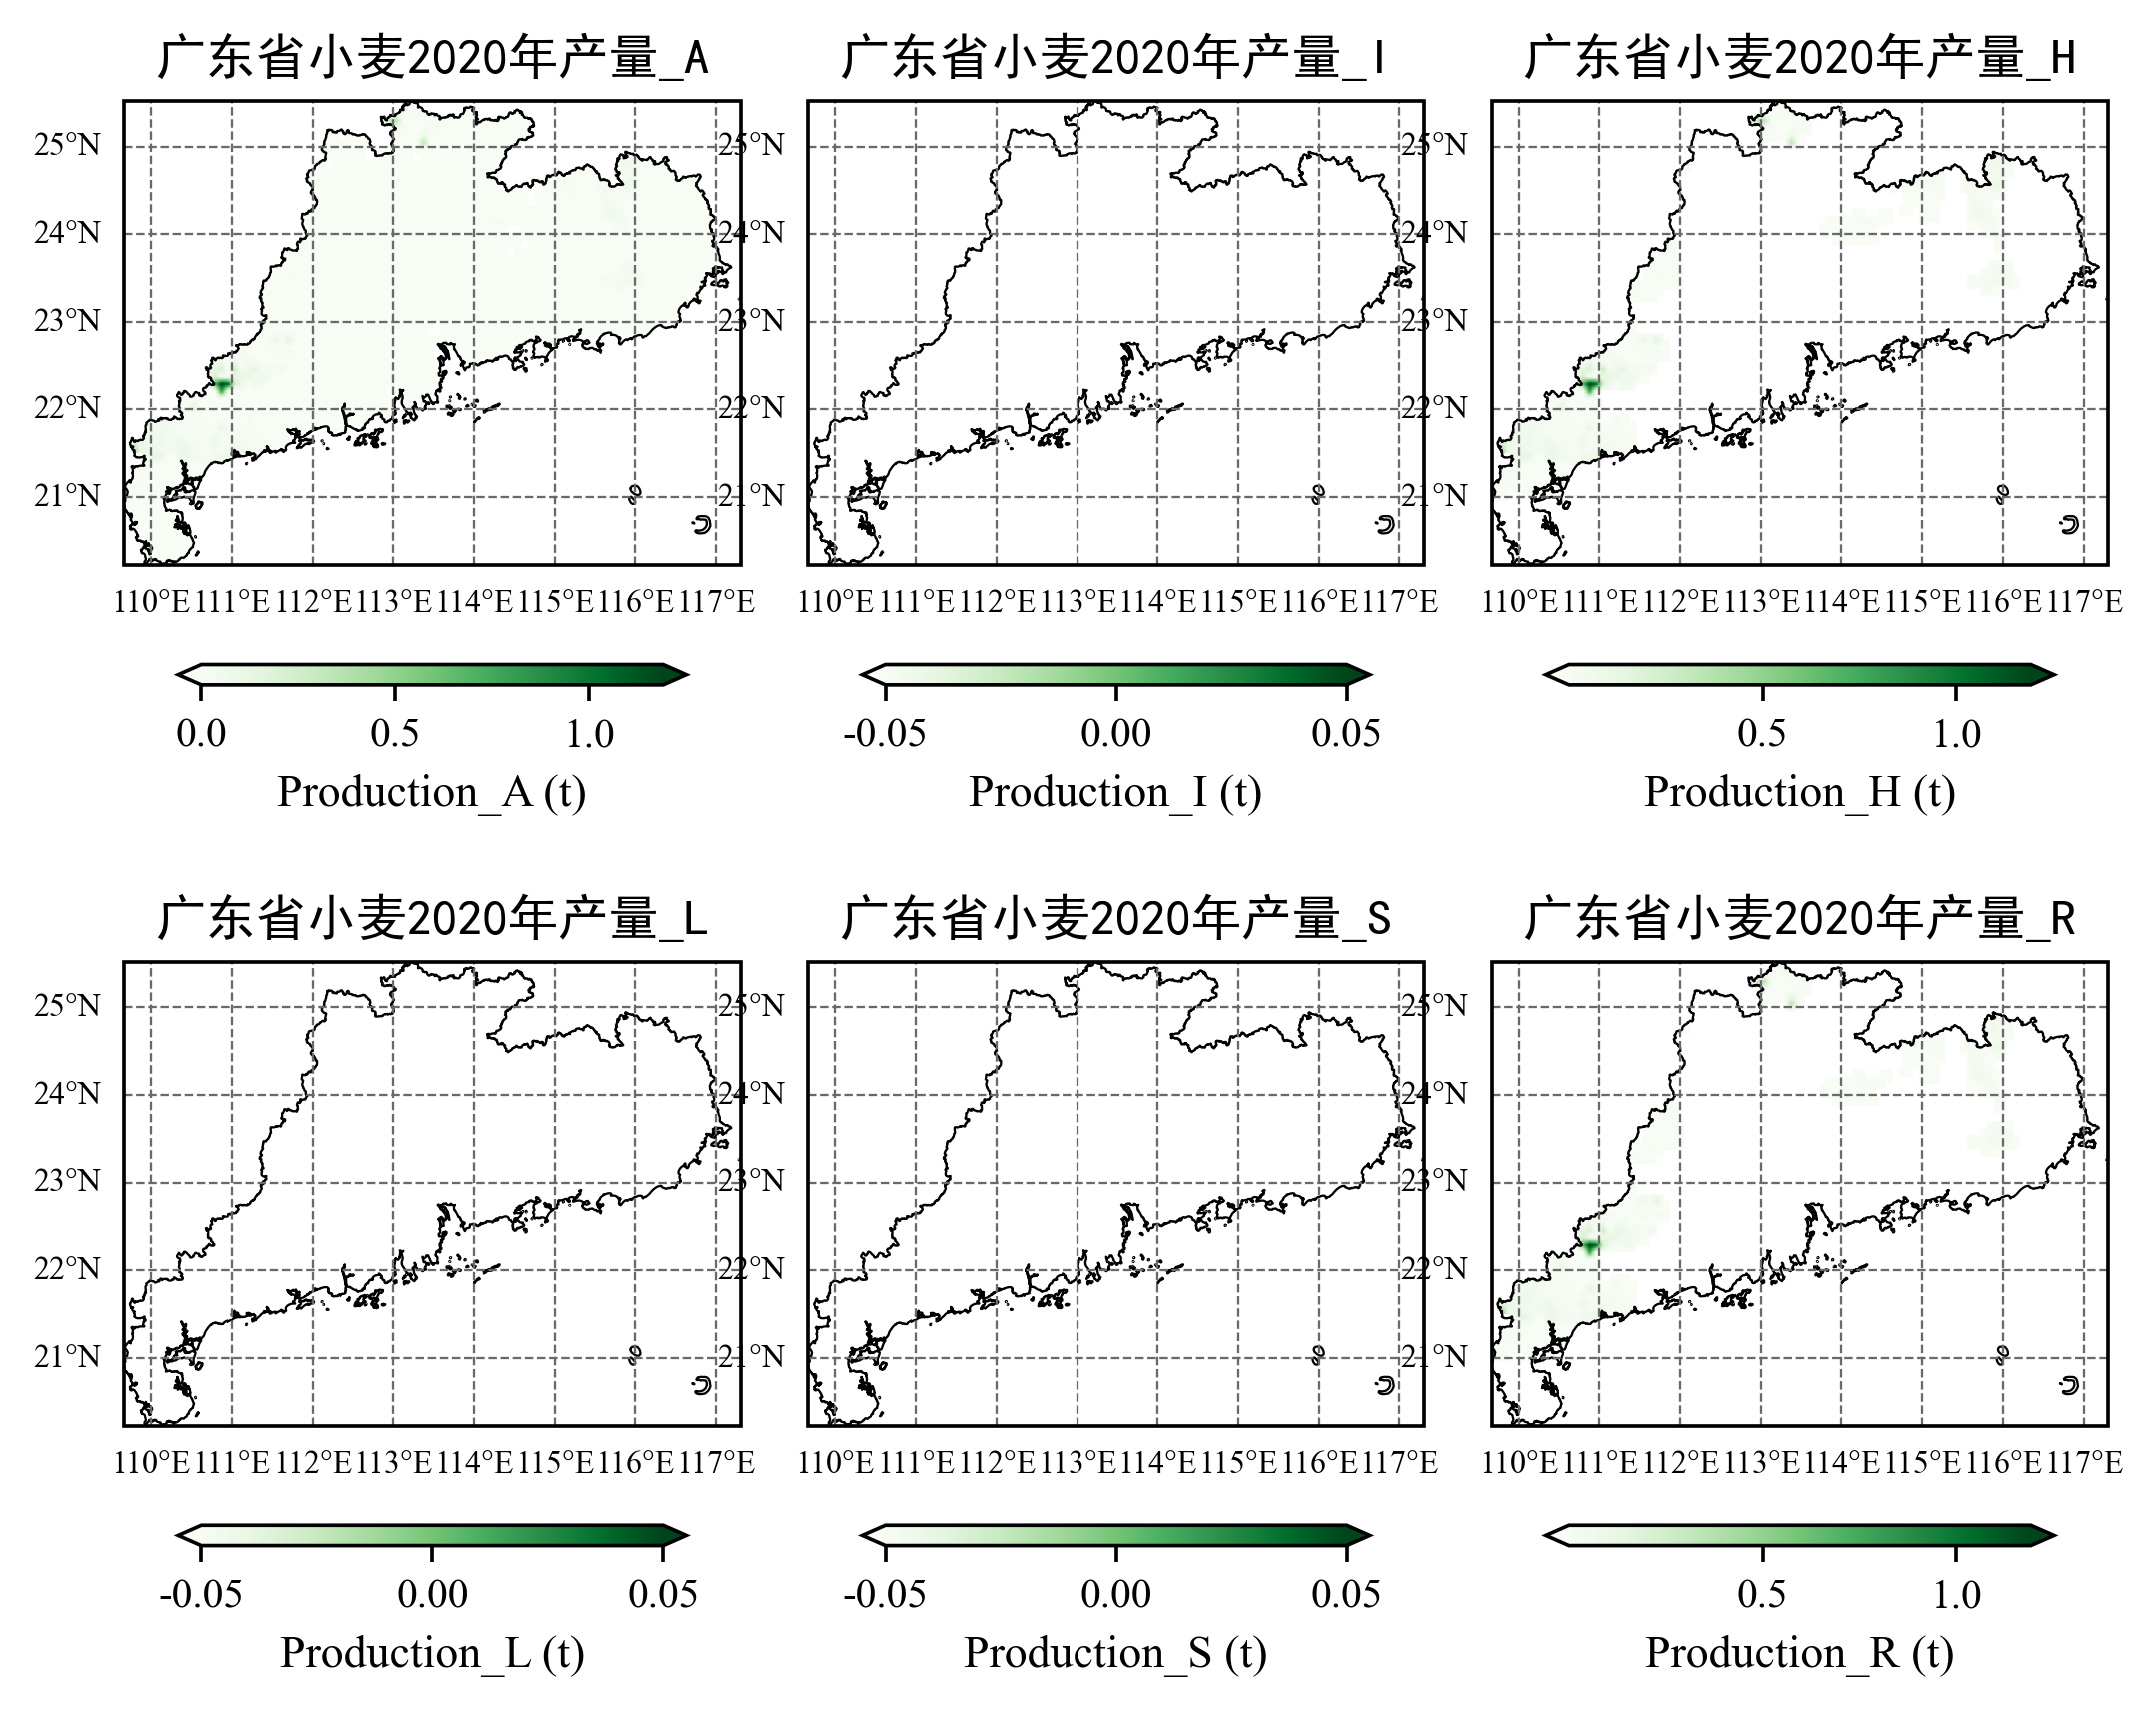 广东省小麦2020年产量_A
广东省小麦2020年产量_I
广东省小麦2020年产量_H
25°N 25°N 25°N
24°N 24°N 24°N
23°N 23°N 23°N
22°N 22°N 22°N
21°N 21°N 21°N
110°E 111°E 112°E 113°E 114°E 115°E 116°E 117°E
110°E 111°E 112°E 113°E 114°E 115°E 116°E 117°E
110°E 111°E 112°E 113°E 114°E 115°E 116°E 117°E
0.0 0.5 1.0
-0.05 0.00 0.05
0.5 1.0
Production_A (t)
Production_I (t)
Production_H (t)
广东省小麦2020年产量_L
广东省小麦2020年产量_S
广东省小麦2020年产量_R
25°N 25°N 25°N
24°N 24°N 24°N
23°N 23°N 23°N
22°N 22°N 22°N
21°N 21°N 21°N
110°E 111°E 112°E 113°E 114°E 115°E 116°E 117°E
110°E 111°E 112°E 113°E 114°E 115°E 116°E 117°E
110°E 111°E 112°E 113°E 114°E 115°E 116°E 117°E
-0.05 0.00 0.05
-0.05 0.00 0.05
0.5 1.0
Production_L (t)
Production_S (t)
Production_R (t)